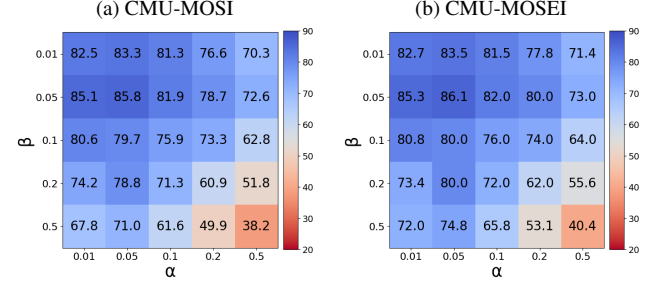 (a) CMU-MOSI
0.01 82.5 83.3 81.3 76.6 70.3
0.05 85.1 85.8 81.9 78.7 72.6
0.1 80.6 79.7 75.9 73.3 62.8
0.2 74.2 78.8 71.3 60.9 51.8
0.5 67.8 71.0 61.6 49.9 38.2
β
0.01 0.05 0.1 0.2 0.5
α
90
80
70
60
50
40
30
20
(b) CMU-MOSEI
0.01 82.7 83.5 81.5 77.8 71.4
0.05 85.3 86.1 82.0 80.0 73.0
0.1 80.8 80.0 76.0 74.0 64.0
0.2 73.4 80.0 72.0 62.0 55.6
0.5 72.0 74.8 65.8 53.1 40.4
β
0.01 0.05 0.1 0.2 0.5
α
90
80
70
60
50
40
30
20